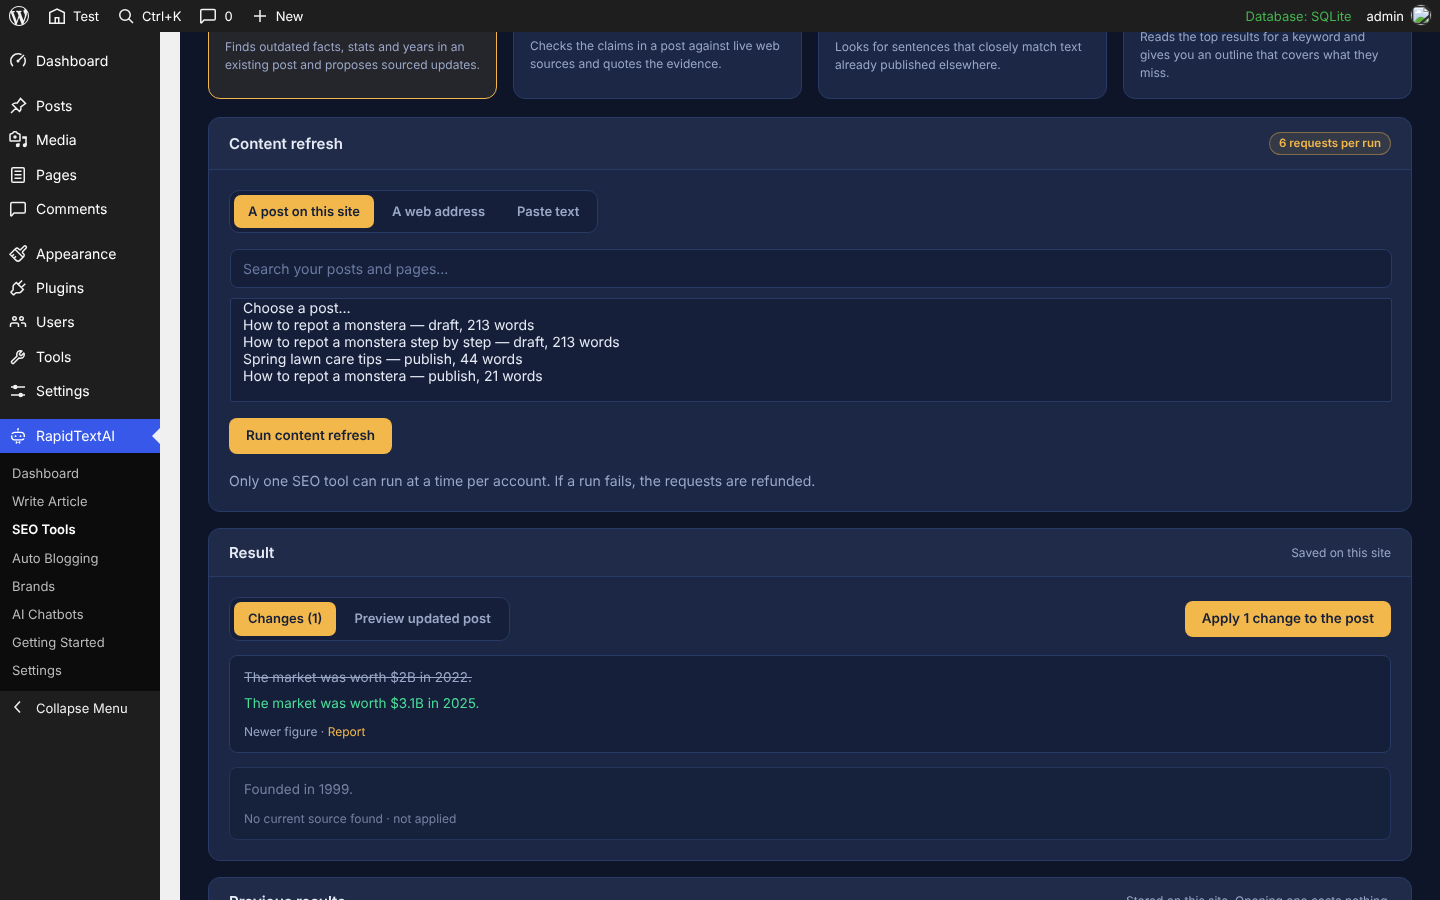 Test
Ctrl+K
0
New
Database: SQLite
admin
Dashboard
Posts
Media
Pages
Comments
Appearance
Plugins
Users
Tools
Settings
RapidTextAI
Dashboard
Write Article
SEO Tools
Auto Blogging
Brands
AI Chatbots
Getting Started
Settings
Collapse Menu
Finds outdated facts, stats and years in an
existing post and proposes sourced updates.
Checks the claims in a post against live web
sources and quotes the evidence.
Looks for sentences that closely match text
already published elsewhere.
Reads the top results for a keyword and
gives you an outline that covers what they
miss.
Content refresh
6 requests per run
A post on this site
A web address
Paste text
Search your posts and pages...
Choose a post...
How to repot a monstera — draft, 213 words
How to repot a monstera step by step — draft, 213 words
Spring lawn care tips — publish, 44 words
How to repot a monstera — publish, 21 words
Run content refresh
Only one SEO tool can run at a time per account. If a run fails, the requests are refunded.
Result
Saved on this site
Changes (1)
Preview updated post
Apply 1 change to the post
The market was worth $2B in 2022.
The market was worth $3.1B in 2025.
Newer figure · Report
Founded in 1999.
No current source found · not applied
Previous results
Stored on this site. Opening one costs nothing.